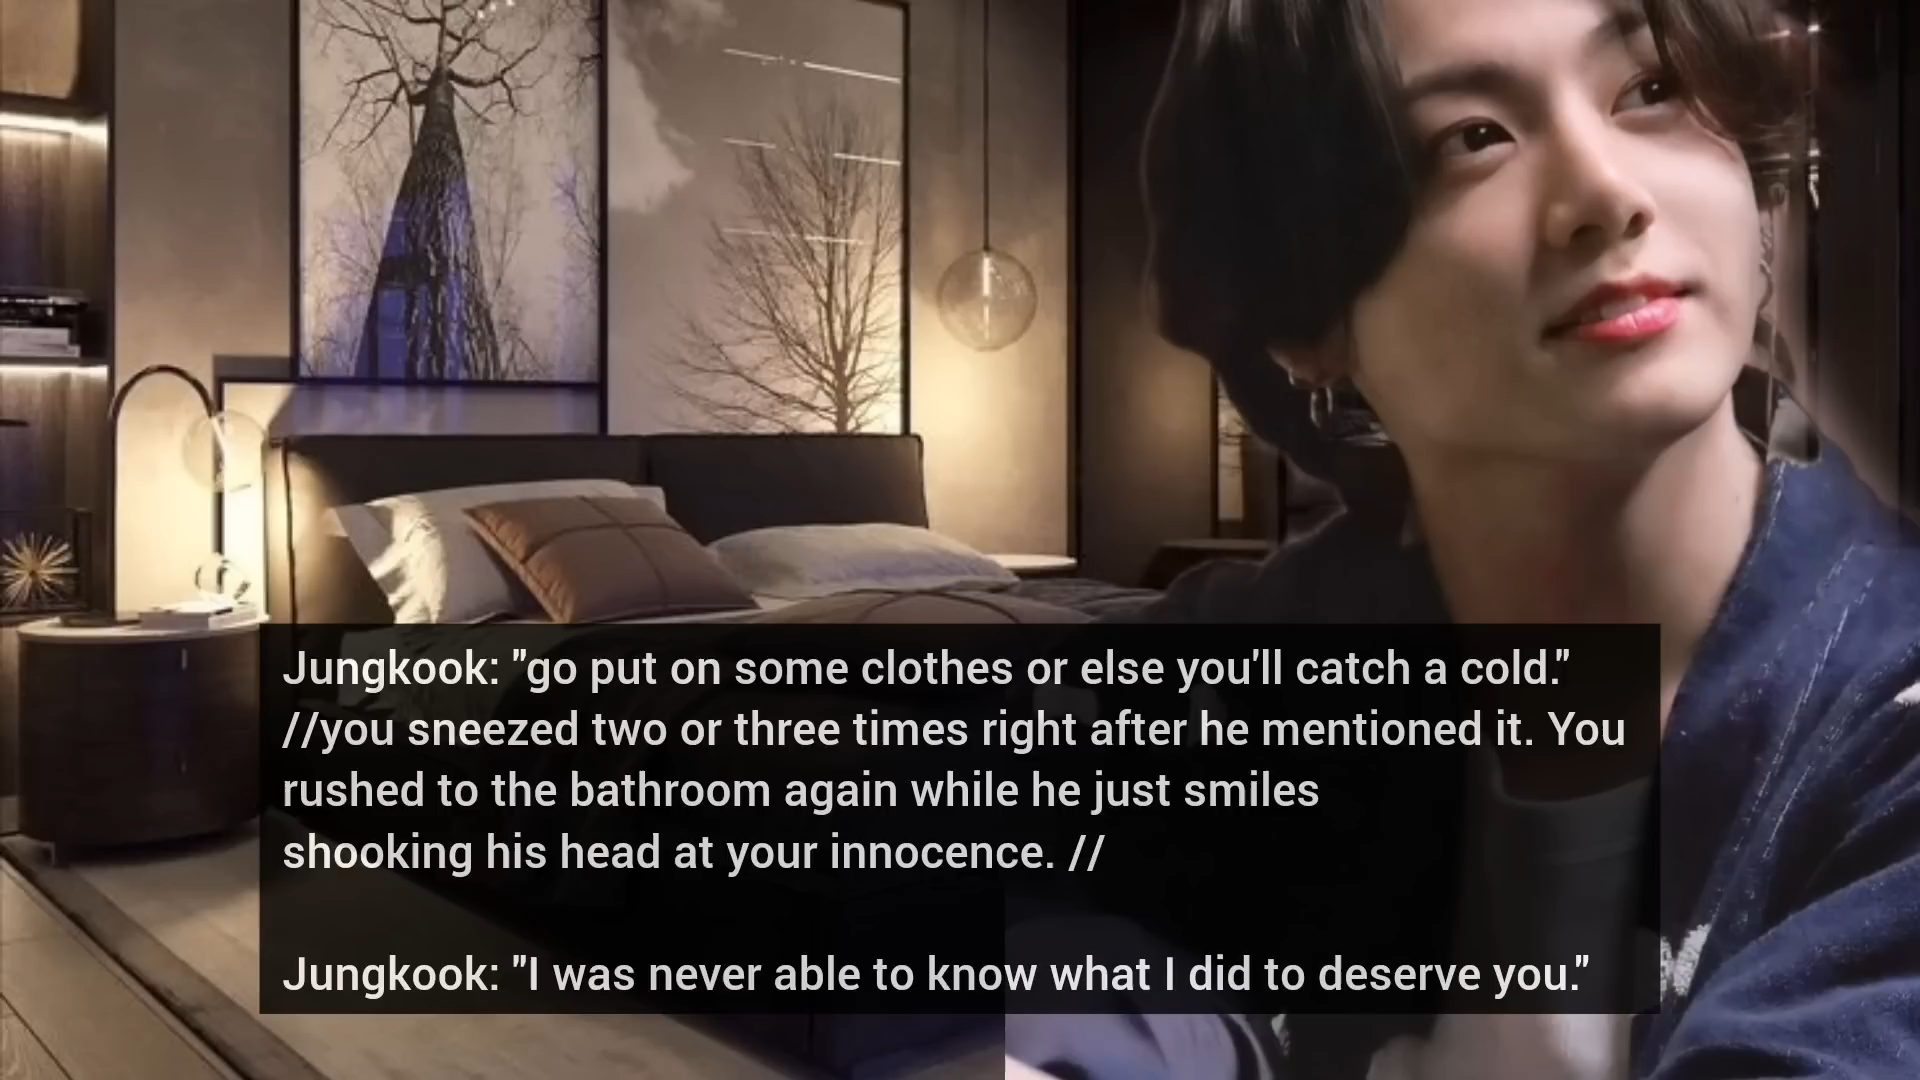 Jungkook: "go put on some clothes or else you'll catch a cold."
//you sneezed two or three times right after he mentioned it. You
rushed to the bathroom again while he just smiles
shooking his head at your innocence. //
Jungkook: "I was never able to know what I did to deserve you."